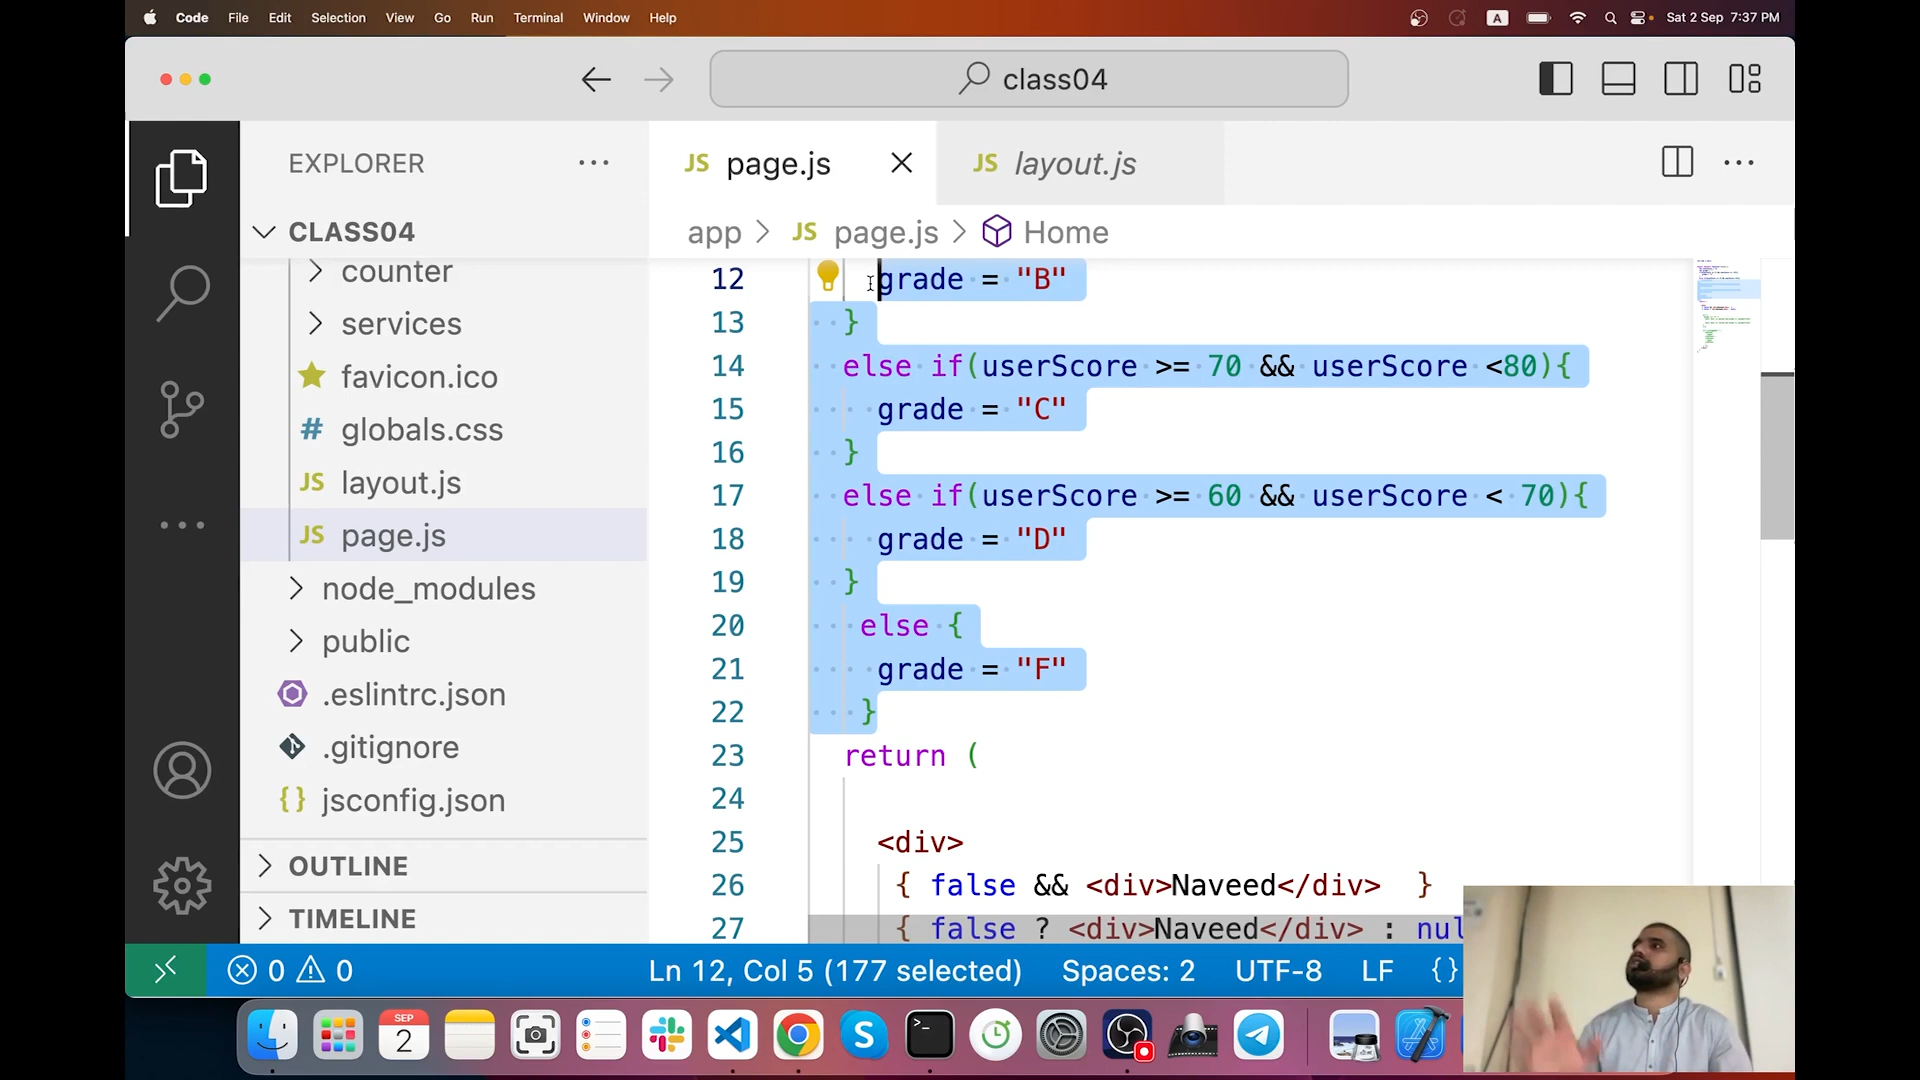 Code File Edit Selection View Go Run Terminal Window Help
A
Sat 2 Sep 7:37 PM
class04
EXPLORER
JS page.js
JS layout.js
CLASS04
app > JS page.js > Home
counter
services
favicon.ico
# globals.css
JS layout.js
JS page.js
node_modules
public
.eslintrc.json
.gitignore
{} jsconfig.json
OUTLINE
TIMELINE
12 grade = "B"
13 }
14 else if(userScore >= 70 && userScore <80){
15 grade = "C"
16 }
17 else if(userScore >= 60 && userScore < 70){
18 grade = "D"
19 }
20 else {
21 grade = "F"
22 }
23 return (
24
25 <div>
26 { false && <div>Naveed</div> }
27 { false ? <div>Naveed</div> : nul
0 0
Ln 12, Col 5 (177 selected)
Spaces: 2
UTF-8
LF
{}
SEP
2
>_